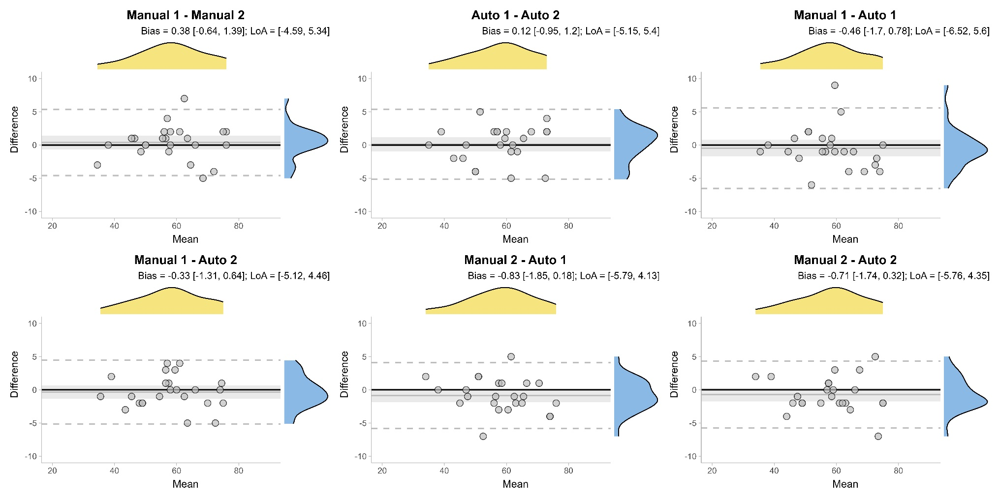 Manual 1 - Manual 2
Bias = 0.38 [-0.64, 1.39]; LoA = [-4.59, 5.34]
10
5
0
-5
-10
Difference
20 40 60 80
Mean
Auto 1 - Auto 2
Bias = 0.12 [-0.95, 1.2]; LoA = [-5.15, 5.4]
10
5
0
-5
-10
Difference
20 40 60 80
Mean
Manual 1 - Auto 1
Bias = -0.46 [-1.7, 0.78]; LoA = [-6.52, 5.6]
10
5
0
-5
-10
Difference
20 40 60 80
Mean
Manual 1 - Auto 2
Bias = -0.33 [-1.31, 0.64]; LoA = [-5.12, 4.46]
10
5
0
-5
-10
Difference
20 40 60 80
Mean
Manual 2 - Auto 1
Bias = -0.83 [-1.85, 0.18]; LoA = [-5.79, 4.13]
10
5
0
-5
-10
Difference
20 40 60 80
Mean
Manual 2 - Auto 2
Bias = -0.71 [-1.74, 0.32]; LoA = [-5.76, 4.35]
10
5
0
-5
-10
Difference
20 40 60 80
Mean